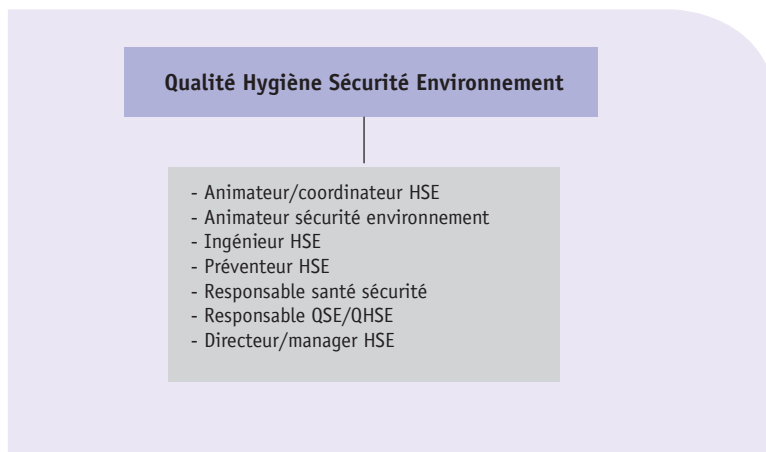 Qualité Hygiène Sécurité Environnement
- Animateur/coordinateur HSE
- Animateur sécurité environnement
- Ingénieur HSE
- Préventeur HSE
- Responsable santé sécurité
- Responsable QSE/QHSE
- Directeur/manager HSE